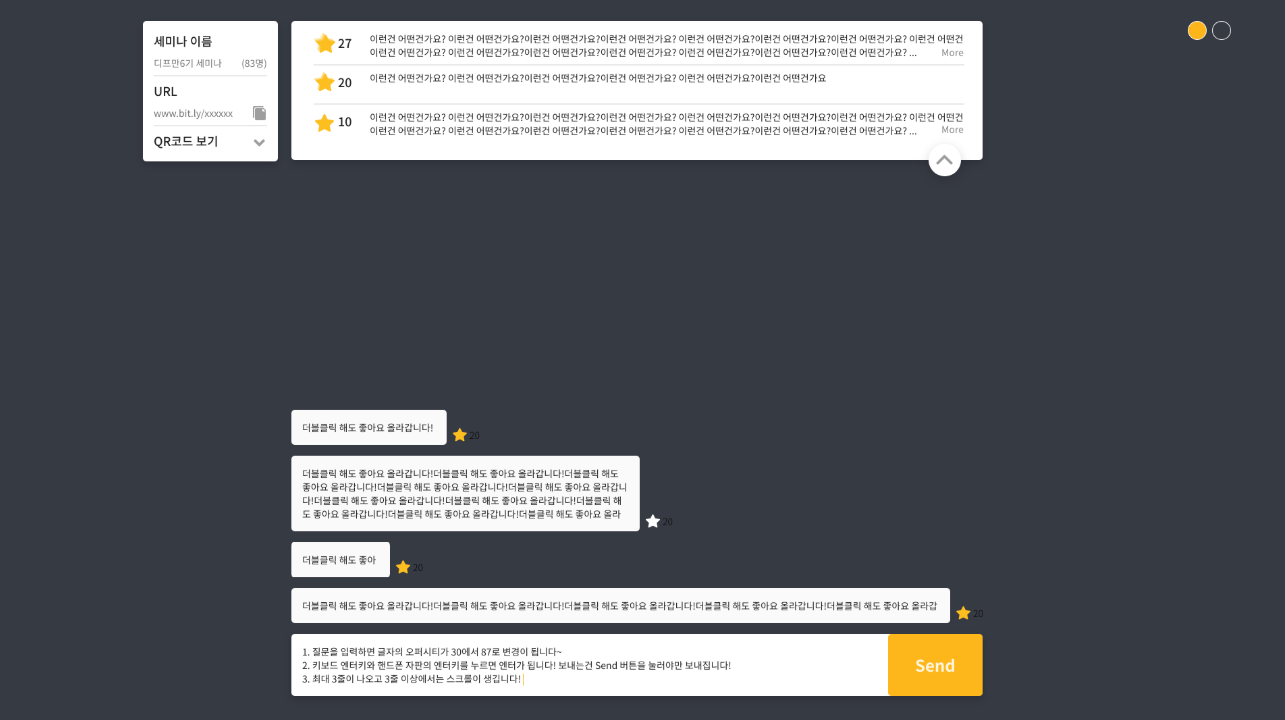 세미나 이름
디프만6기 세미나 (83명)
URL
www.bit.ly/xxxxxx
QR코드 보기
27 이런건 어떤건가요? 이런건 어떤건가요?이런건 어떤건가요?이런건 어떤건가요? 이런건 어떤건가요?이런건 어떤건가요?이런건 어떤건가요? 이런건 어떤건
이런건 어떤건가요? 이런건 어떤건가요?이런건 어떤건가요?이런건 어떤건가요? 이런건 어떤건가요?이런건 어떤건가요?이런건 어떤건가요? ... More
20 이런건 어떤건가요? 이런건 어떤건가요?이런건 어떤건가요?이런건 어떤건가요? 이런건 어떤건가요?이런건 어떤건가요
10 이런건 어떤건가요? 이런건 어떤건가요?이런건 어떤건가요?이런건 어떤건가요? 이런건 어떤건가요?이런건 어떤건가요?이런건 어떤건가요? 이런건 어떤건
이런건 어떤건가요? 이런건 어떤건가요?이런건 어떤건가요?이런건 어떤건가요? 이런건 어떤건가요?이런건 어떤건가요?이런건 어떤건가요? ... More
더블클릭 해도 좋아요 올라갑니다! 20
더블클릭 해도 좋아요 올라갑니다!더블클릭 해도 좋아요 올라갑니다!더블클릭 해도
좋아요 올라갑니다!더블클릭 해도 좋아요 올라갑니다!더블클릭 해도 좋아요 올라갑니
다!더블클릭 해도 좋아요 올라갑니다!더블클릭 해도 좋아요 올라갑니다!더블클릭 해
도 좋아요 올라갑니다!더블클릭 해도 좋아요 올라갑니다!더블클릭 해도 좋아요 올라 20
더블클릭 해도 좋아 20
더블클릭 해도 좋아요 올라갑니다!더블클릭 해도 좋아요 올라갑니다!더블클릭 해도 좋아요 올라갑니다!더블클릭 해도 좋아요 올라갑니다!더블클릭 해도 좋아요 올라갑 20
1. 질문을 입력하면 글자의 오퍼시티가 30에서 87로 변경이 됩니다~
2. 키보드 엔터키와 핸드폰 자판의 엔터키를 누르면 엔터가 됩니다! 보내는건 Send 버튼을 눌러야만 보내집니다!
3. 최대 3줄이 나오고 3줄 이상에서는 스크롤이 생깁니다!
Send